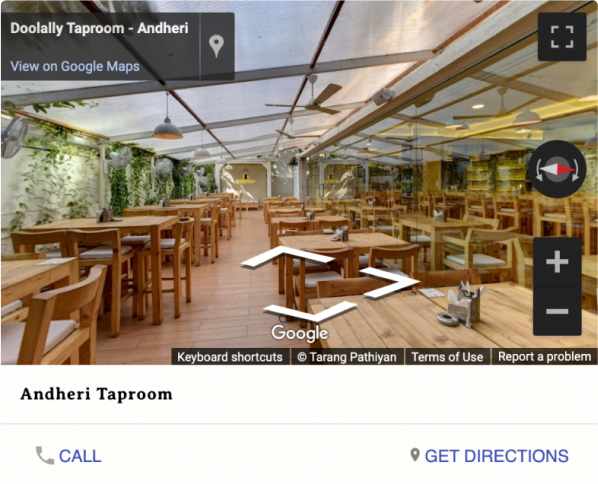 Doolally Taproom - Andheri
View on Google Maps
Google
Keyboard shortcuts
© Tarang Pathiyan
Terms of Use
Report a problem
Andheri Taproom
CALL
GET DIRECTIONS